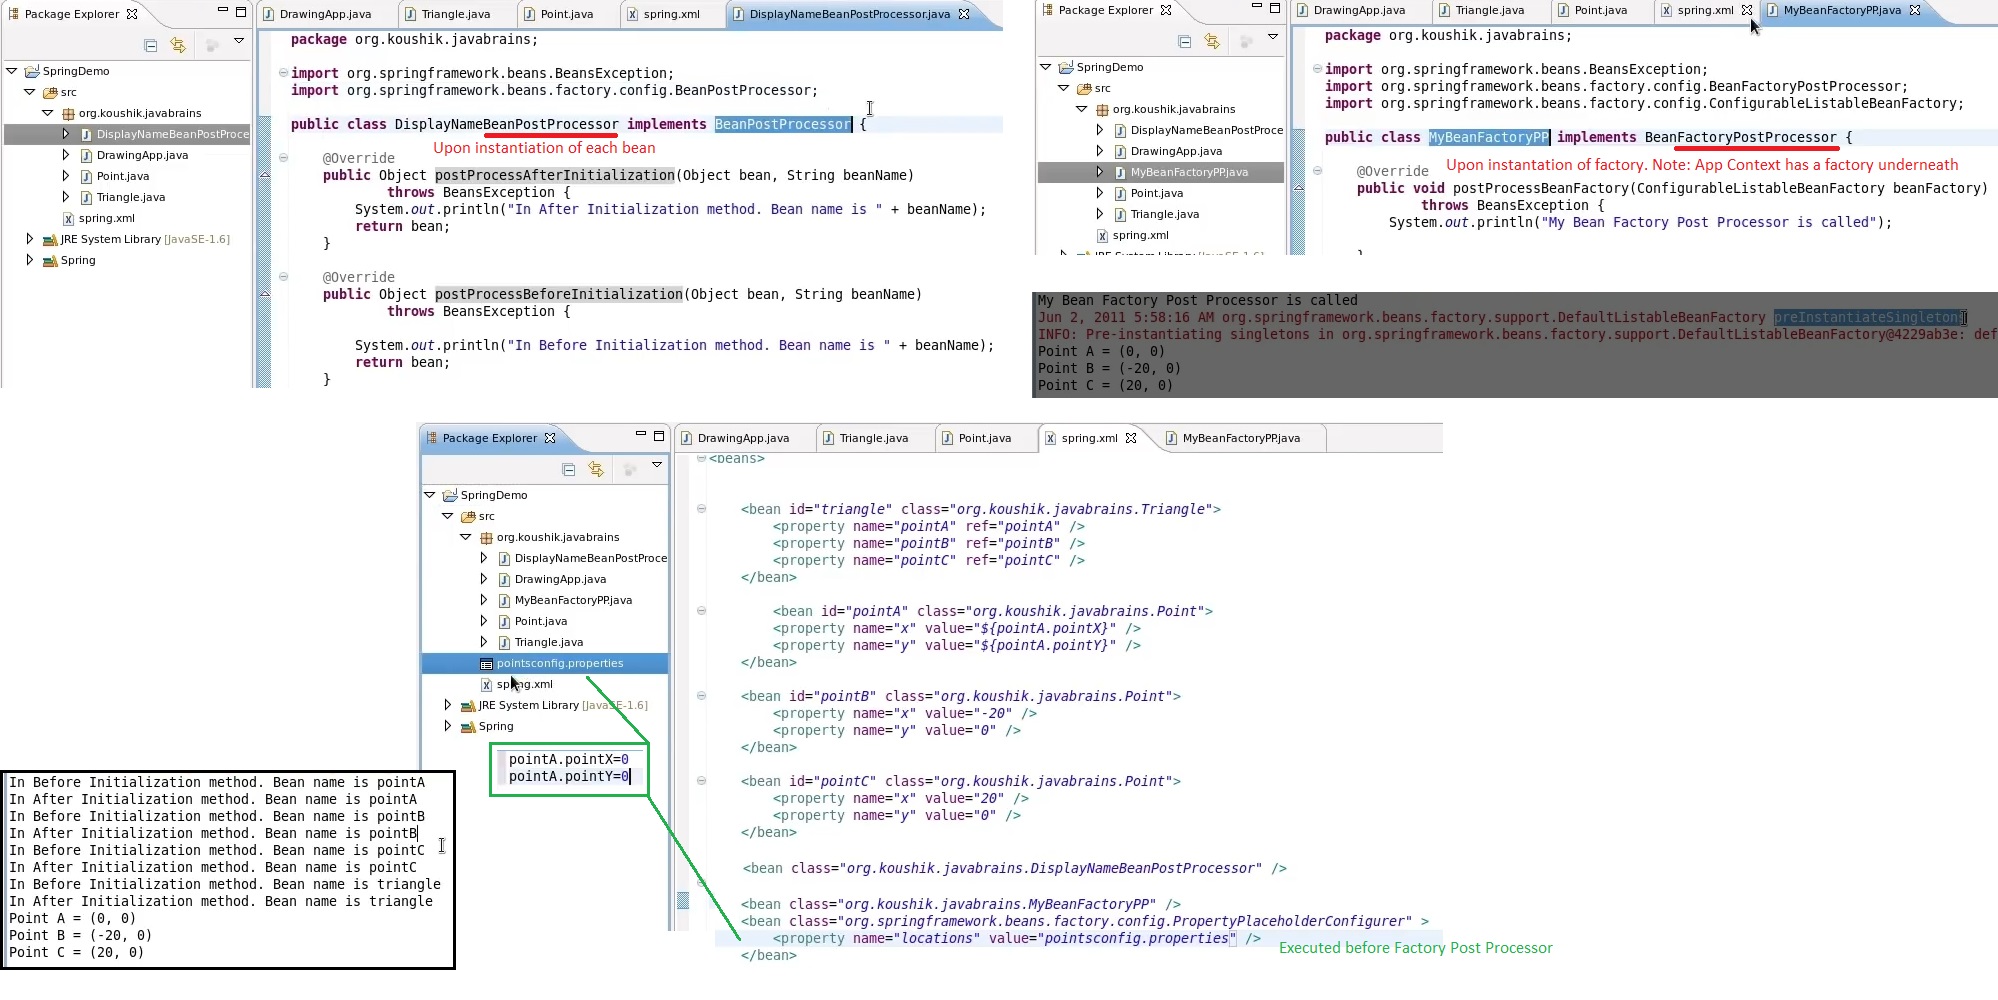 Package Explorer
SpringDemo
src
org.koushik.javabrains
DisplayNameBeanPostProce
DrawingApp.java
Point.java
Triangle.java
spring.xml
JRE System Library [JavaSE-1.6]
Spring
DrawingApp.java
Triangle.java
Point.java
spring.xml
DisplayNameBeanPostProcessor.java
package org.koushik.javabrains;
import org.springframework.beans.BeansException;
import org.springframework.beans.factory.config.BeanPostProcessor;
public class DisplayNameBeanPostProcessor implements BeanPostProcessor {
Upon instantiation of each bean
@Override
public Object postProcessAfterInitialization(Object bean, String beanName)
throws BeansException {
System.out.println("In After Initialization method. Bean name is " + beanName);
return bean;
}
@Override
public Object postProcessBeforeInitialization(Object bean, String beanName)
throws BeansException {
System.out.println("In Before Initialization method. Bean name is " + beanName);
return bean;
}
Package Explorer
SpringDemo
src
org.koushik.javabrains
DisplayNameBeanPostProce
DrawingApp.java
MyBeanFactoryPP.java
Point.java
Triangle.java
spring.xml
DrawingApp.java
Triangle.java
Point.java
spring.xml
MyBeanFactoryPP.java
package org.koushik.javabrains;
import org.springframework.beans.BeansException;
import org.springframework.beans.factory.config.BeanFactoryPostProcessor;
import org.springframework.beans.factory.config.ConfigurableListableBeanFactory;
public class MyBeanFactoryPP implements BeanFactoryPostProcessor {
Upon instantation of factory. Note: App Context has a factory underneath
@Override
public void postProcessBeanFactory(ConfigurableListableBeanFactory beanFactory)
throws BeansException {
System.out.println("My Bean Factory Post Processor is called");
}
My Bean Factory Post Processor is called
Jun 2, 2011 5:58:16 AM org.springframework.beans.factory.support.DefaultListableBeanFactory preInstantiateSingletons
INFO: Pre-instantiating singletons in org.springframework.beans.factory.support.DefaultListableBeanFactory@4229ab3e: def
Point A = (0, 0)
Point B = (-20, 0)
Point C = (20, 0)
Package Explorer
SpringDemo
src
org.koushik.javabrains
DisplayNameBeanPostProce
DrawingApp.java
MyBeanFactoryPP.java
Point.java
Triangle.java
pointsconfig.properties
spring.xml
JRE System Library [JavaSE-1.6]
Spring
pointA.pointX=0
pointA.pointY=0
DrawingApp.java
Triangle.java
Point.java
spring.xml
MyBeanFactoryPP.java
<beans>
<bean id="triangle" class="org.koushik.javabrains.Triangle">
<property name="pointA" ref="pointA" />
<property name="pointB" ref="pointB" />
<property name="pointC" ref="pointC" />
</bean>
<bean id="pointA" class="org.koushik.javabrains.Point">
<property name="x" value="${pointA.pointX}" />
<property name="y" value="${pointA.pointY}" />
</bean>
<bean id="pointB" class="org.koushik.javabrains.Point">
<property name="x" value="-20" />
<property name="y" value="0" />
</bean>
<bean id="pointC" class="org.koushik.javabrains.Point">
<property name="x" value="20" />
<property name="y" value="0" />
</bean>
<bean class="org.koushik.javabrains.DisplayNameBeanPostProcessor" />
<bean class="org.koushik.javabrains.MyBeanFactoryPP" />
<bean class="org.springframework.beans.factory.config.PropertyPlaceholderConfigurer" >
<property name="locations" value="pointsconfig.properties" />
</bean>
Executed before Factory Post Processor
In Before Initialization method. Bean name is pointA
In After Initialization method. Bean name is pointA
In Before Initialization method. Bean name is pointB
In After Initialization method. Bean name is pointB
In Before Initialization method. Bean name is pointC
In After Initialization method. Bean name is pointC
In Before Initialization method. Bean name is triangle
In After Initialization method. Bean name is triangle
Point A = (0, 0)
Point B = (-20, 0)
Point C = (20, 0)